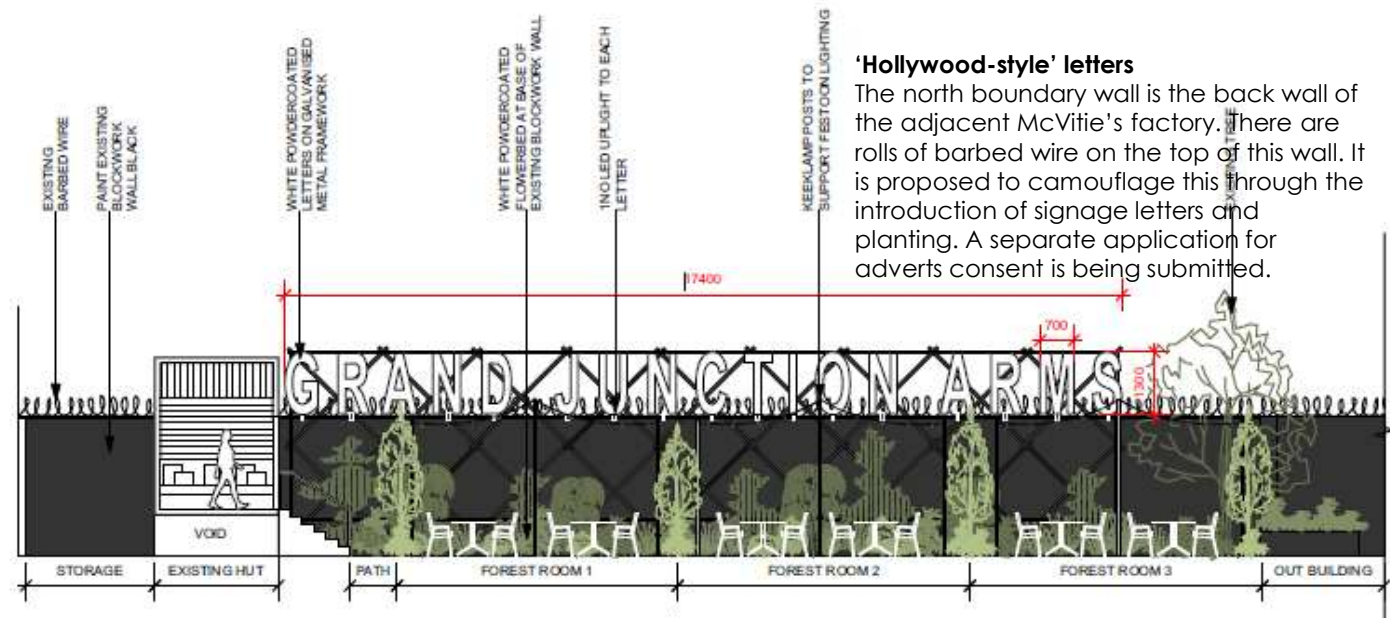 EXISTING
BARBED WIRE
PAINT EXISTING
BLOCKWORK
WALL BLACK
WHITE POWDERCOATED
LETTERS ON GALVANISED
METAL FRAMEWORK
WHITE POWDERCOATED
FLOWERBED AT BASE OF
EXISTING BLOCKWORK WALL
1NO LED UPLIGHT TO EACH
LETTER
KEEKLAMP POSTS TO
SUPPORT FESTOON LIGHTING
EXISTING TREE
‘Hollywood-style’ letters
The north boundary wall is the back wall of
the adjacent McVitie’s factory. There are
rolls of barbed wire on the top of this wall. It
is proposed to camouflage this through the
introduction of signage letters and
planting. A separate application for
adverts consent is being submitted.
17400
700
1300
GRAND JUNCTION ARMS
VOID
STORAGE
EXISTING HUT
PATH
FOREST ROOM 1
FOREST ROOM 2
FOREST ROOM 3
OUT BUILDING